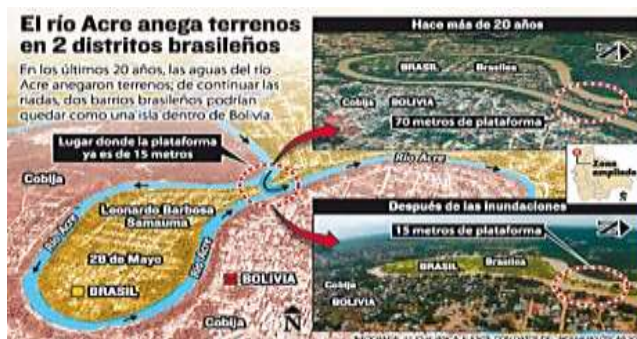 El río Acre anega terrenos
en 2 distritos brasileños
En los últimos 20 años, las aguas del río
Acre anegaron terrenos; de continuar las
riadas, dos barrios brasileños podrían
quedar como una isla dentro de Bolivia.
Lugar donde la plataforma
ya es de 15 metros
Cobija
Río Acre
Leonardo Barbosa
Samauma
Río Acre
Río Acre
28 de Mayo
BRASIL
BOLIVIA
Cobija
N
Hace más de 20 años
BRASIL
Brasilea
Cobija
BOLIVIA
70 metros de plataforma
Zona
ampliada
Después de las inundaciones
15 metros de plataforma
BRASIL
Brasilea
Cobija
BOLIVIA